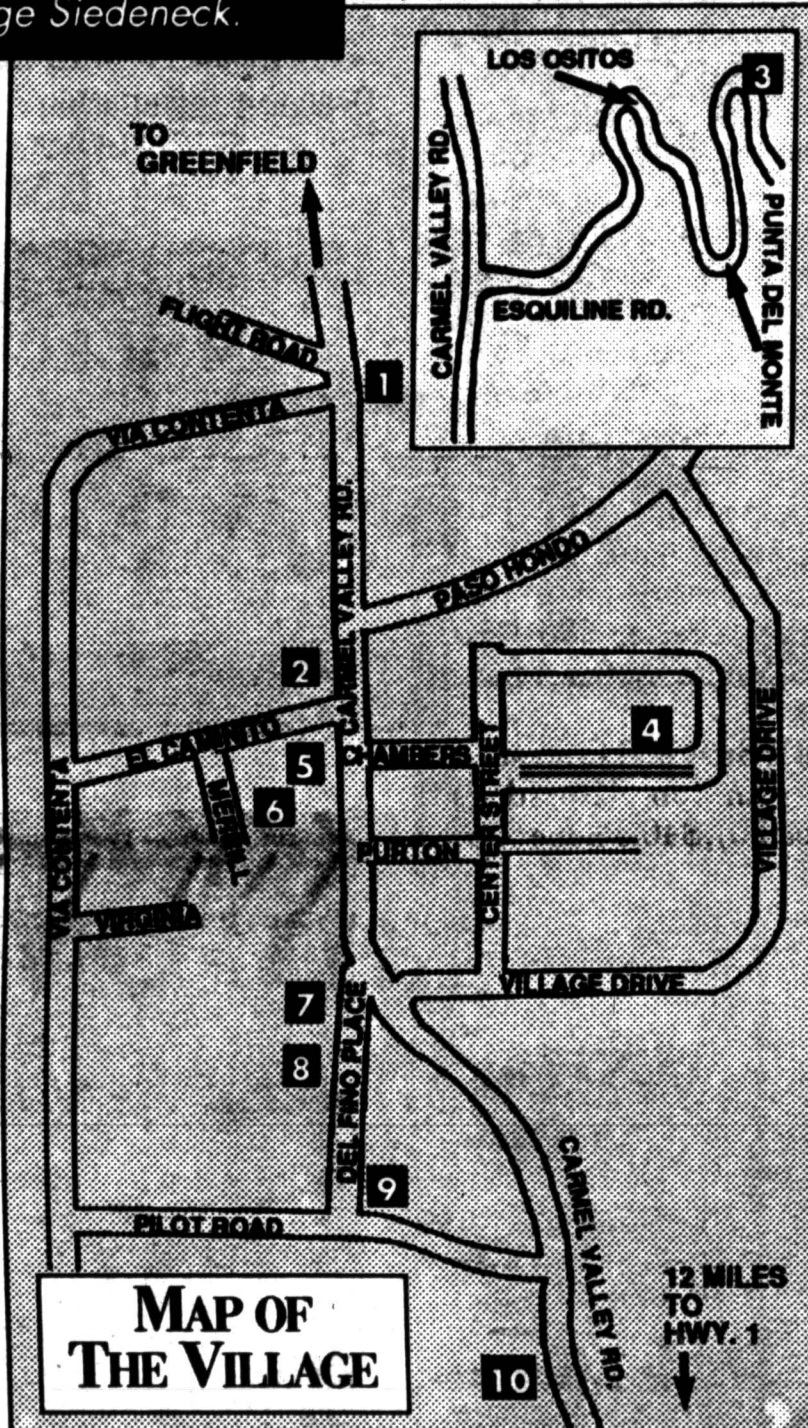 ge Siedeneck.
LOS OSITOS
3
CARMEL VALLEY RD.
ESQUILINE RD.
PUNTA DEL MONTE
TO
GREENFIELD
FLIGHT ROAD
1
VIA CONTENTA
CARMEL VALLEY RD.
PASO HONDO
2
EL CAMINITO
5
CHAMBERS
4
MERRILL
6
VIA CONTENTA
VIRGINIA
PURTON
CENTER STREET
VILLAGE DRIVE
VILLAGE DRIVE
7
8
DEL FINO PLACE
9
PILOT ROAD
CARMEL VALLEY RD.
12 MILES
TO
HWY. 1
10
MAP OF
THE VILLAGE